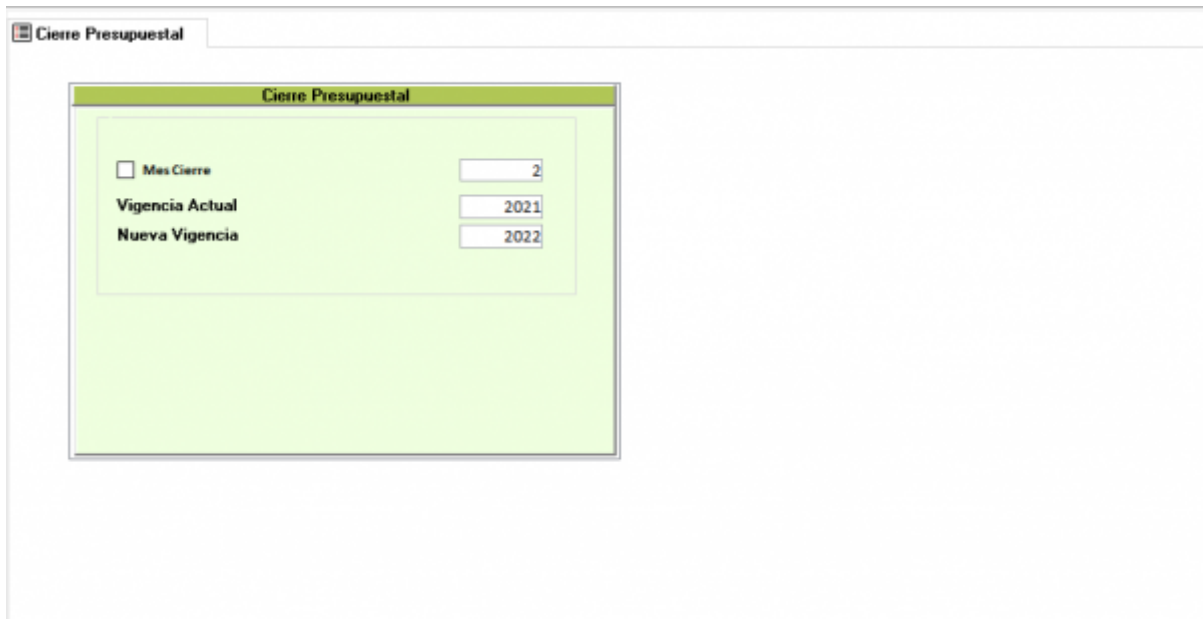 Cierre Presupuestal
Cierre Presupuestal
Mes Cierre 2
Vigencia Actual 2021
Nueva Vigencia 2022